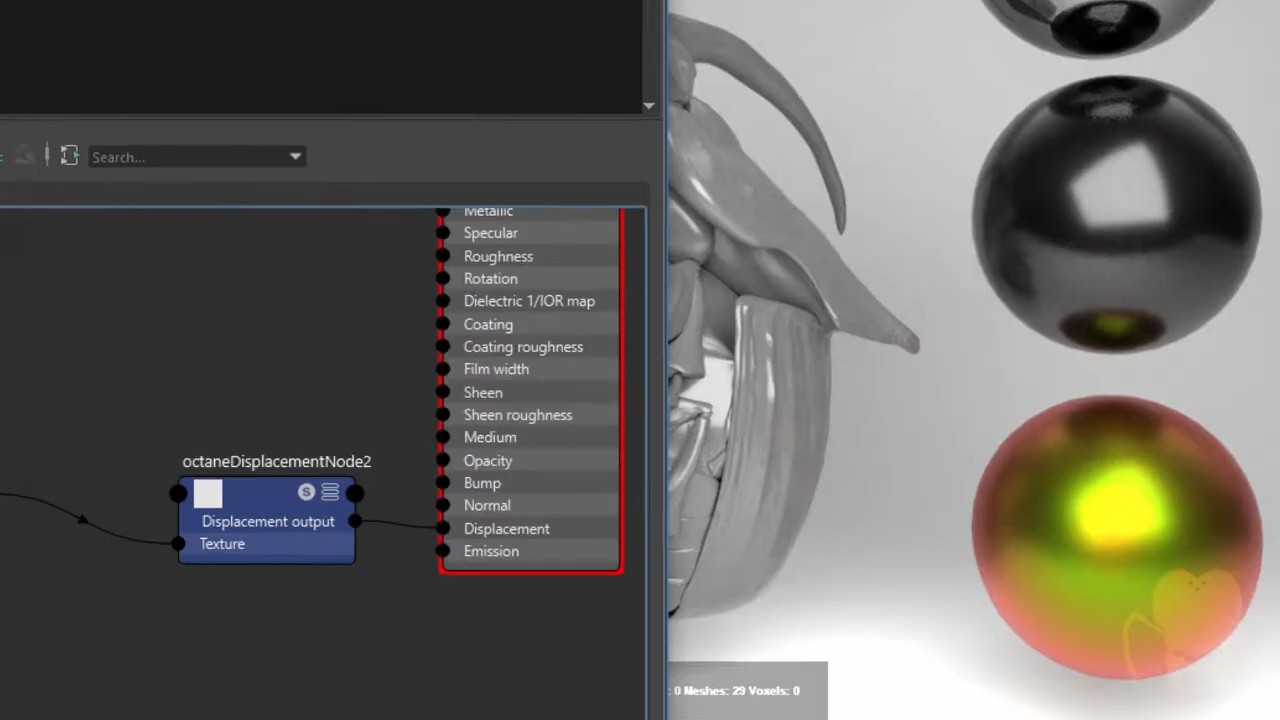 Search...
Metallic
Specular
Roughness
Rotation
Dielectric 1/IOR map
Coating
Coating roughness
Film width
Sheen
Sheen roughness
Medium
Opacity
Bump
Normal
Displacement
Emission
octaneDisplacementNode2
S
Displacement output
Texture
: 0 Meshes: 29 Voxels: 0